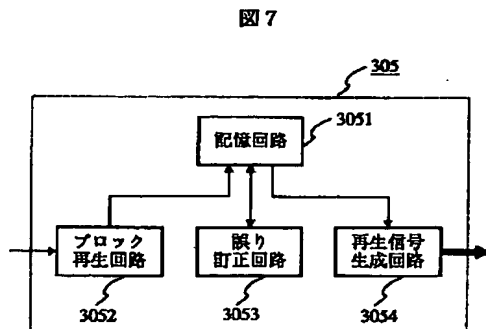 図7
305
3051
記憶回路
ブロック
再生回路
誤り
訂正回路
再生信号
生成回路
3052
3053
3054